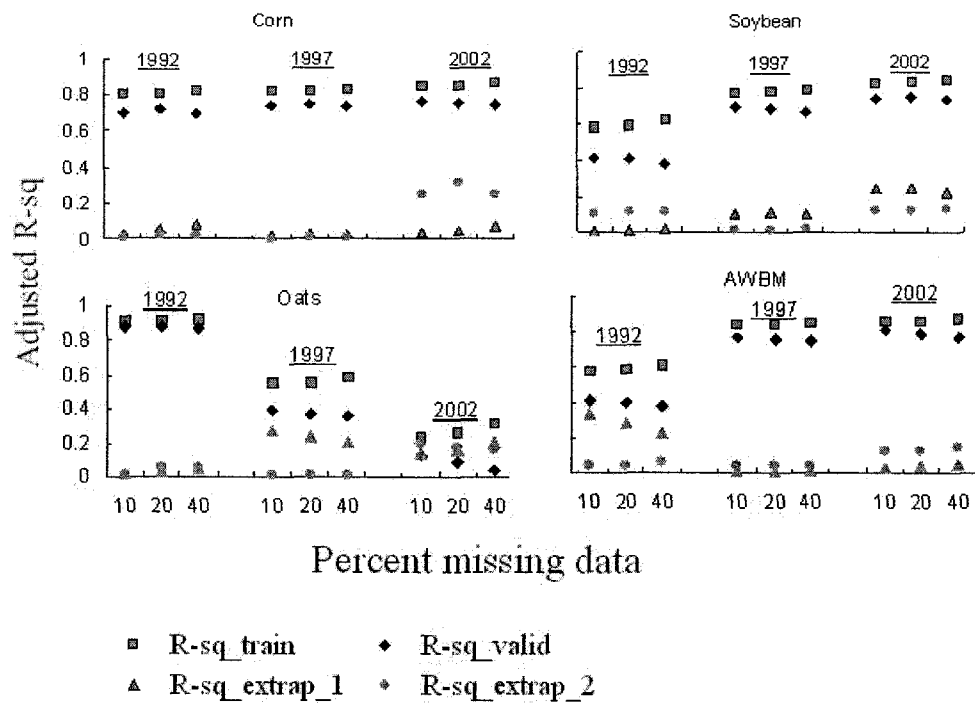 Corn
Soybean
1992
1997
2002
1992
1997
2002
1
0.8
0.6
0.4
0.2
0
Adjusted R-sq
Oats
AWBM
1992
1997
2002
1992
1997
2002
1
0.8
0.6
0.4
0.2
0
10 20 40 10 20 40 10 20 40
10 20 40 10 20 40 10 20 40
Percent missing data
R-sq_train
R-sq_valid
R-sq_extrap_1
R-sq_extrap_2